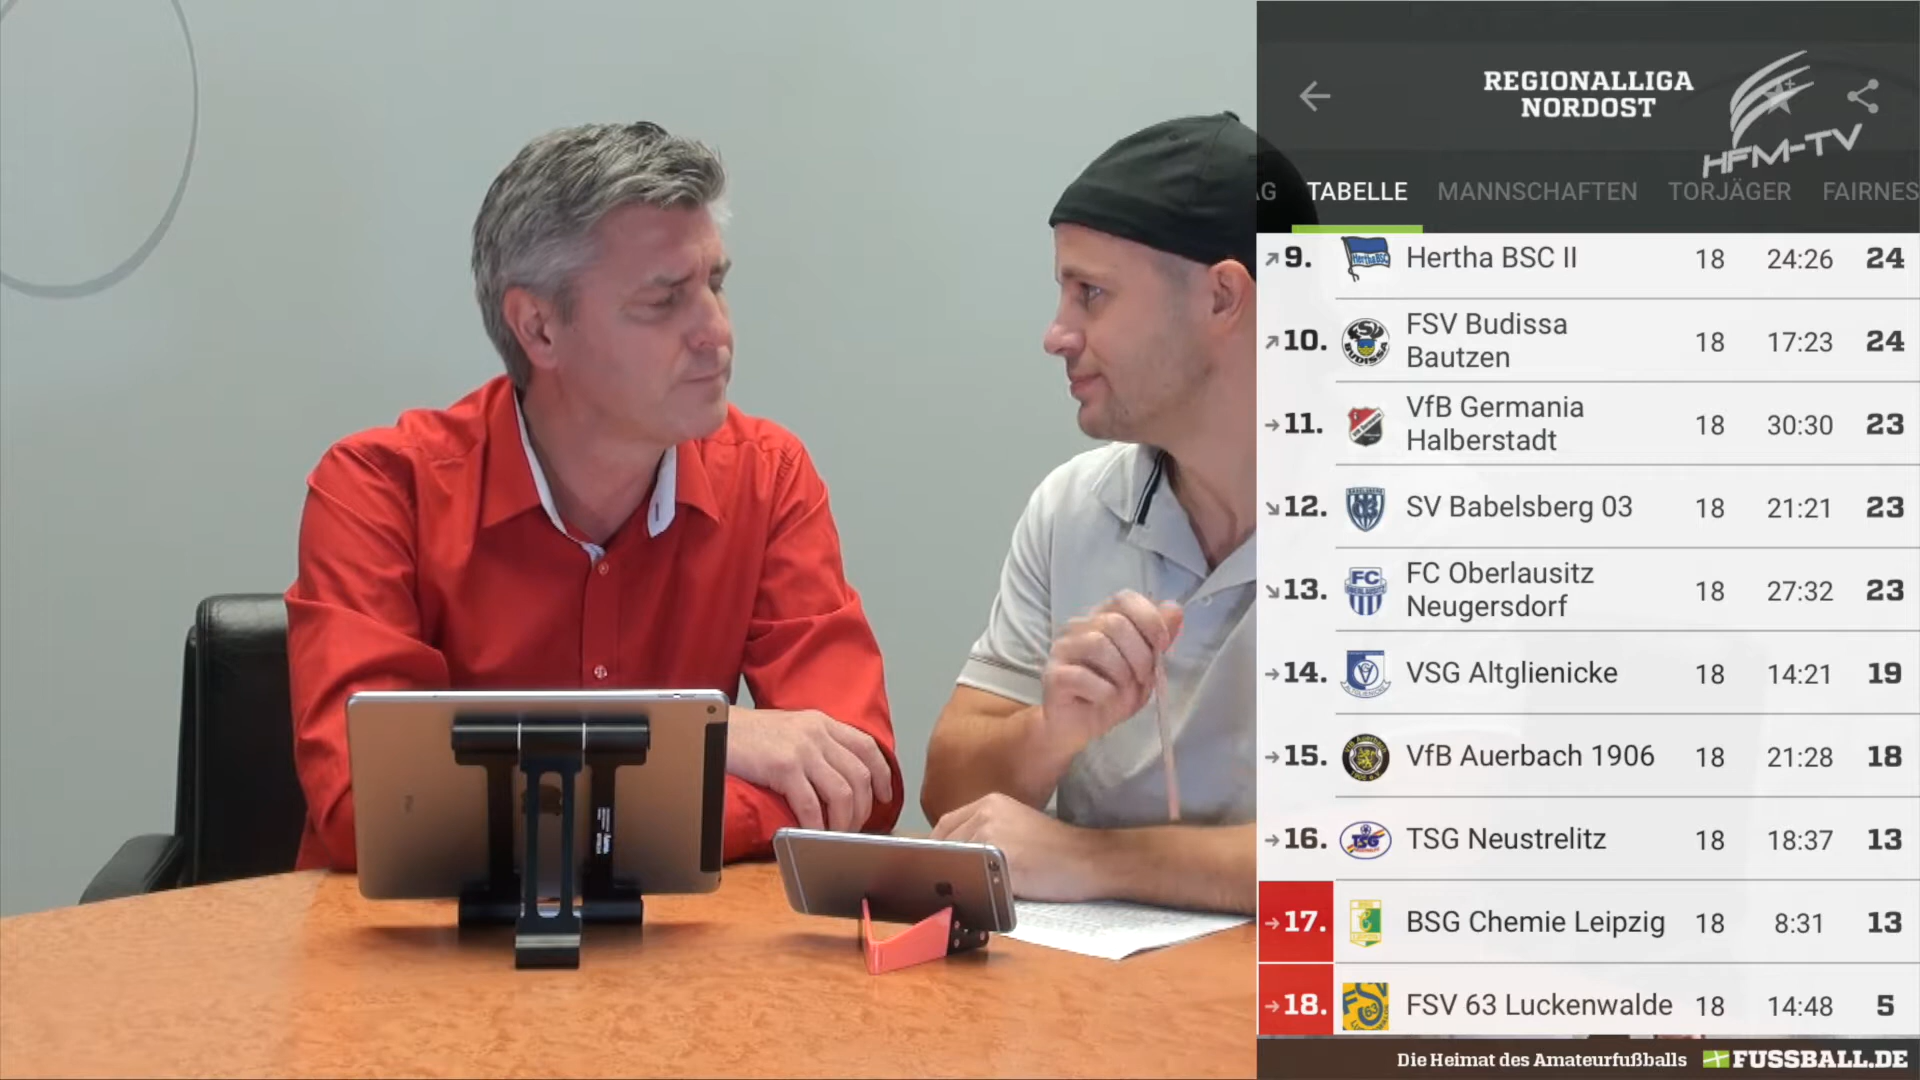 REGIONALLIGA
NORDOST
HFM-TV
AG TABELLE MANNSCHAFTEN TORJÄGER FAIRNES
9. Hertha BSC II 18 24:26 24
10. FSV Budissa
Bautzen 18 17:23 24
11. VfB Germania
Halberstadt 18 30:30 23
12. SV Babelsberg 03 18 21:21 23
13. FC Oberlausitz
Neugersdorf 18 27:32 23
14. VSG Altglienicke 18 14:21 19
15. VfB Auerbach 1906 18 21:28 18
16. TSG Neustrelitz 18 18:37 13
17. BSG Chemie Leipzig 18 8:31 13
18. FSV 63 Luckenwalde 18 14:48 5
Die Heimat des Amateurfußballs FUSSBALL.DE